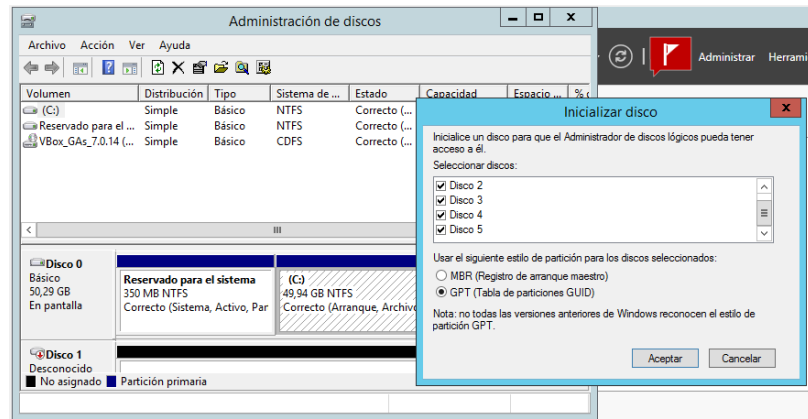 Administración de discos
Archivo Acción Ver Ayuda
Volumen Distribución Tipo Sistema de ... Estado Capacidad Espacio ... %
(C:) Simple Básico NTFS Correcto (...
Reservado para el ... Simple Básico NTFS Correcto (...
VBox_GAs_7.0.14 (... Simple Básico CDFS Correcto (...
Disco 0
Básico
50,29 GB
En pantalla
Reservado para el sistema
350 MB NTFS
Correcto (Sistema, Activo, Par
(C:)
49,94 GB NTFS
Correcto (Arranque, Archivo
Disco 1
Desconocido
No asignado Partición primaria
Administrar Herrami
Inicializar disco
Inicialice un disco para que el Administrador de discos lógicos pueda tener
acceso a él.
Seleccionar discos:
Disco 2
Disco 3
Disco 4
Disco 5
Usar el siguiente estilo de partición para los discos seleccionados:
MBR (Registro de arranque maestro)
GPT (Tabla de particiones GUID)
Nota: no todas las versiones anteriores de Windows reconocen el estilo de
partición GPT.
Aceptar Cancelar